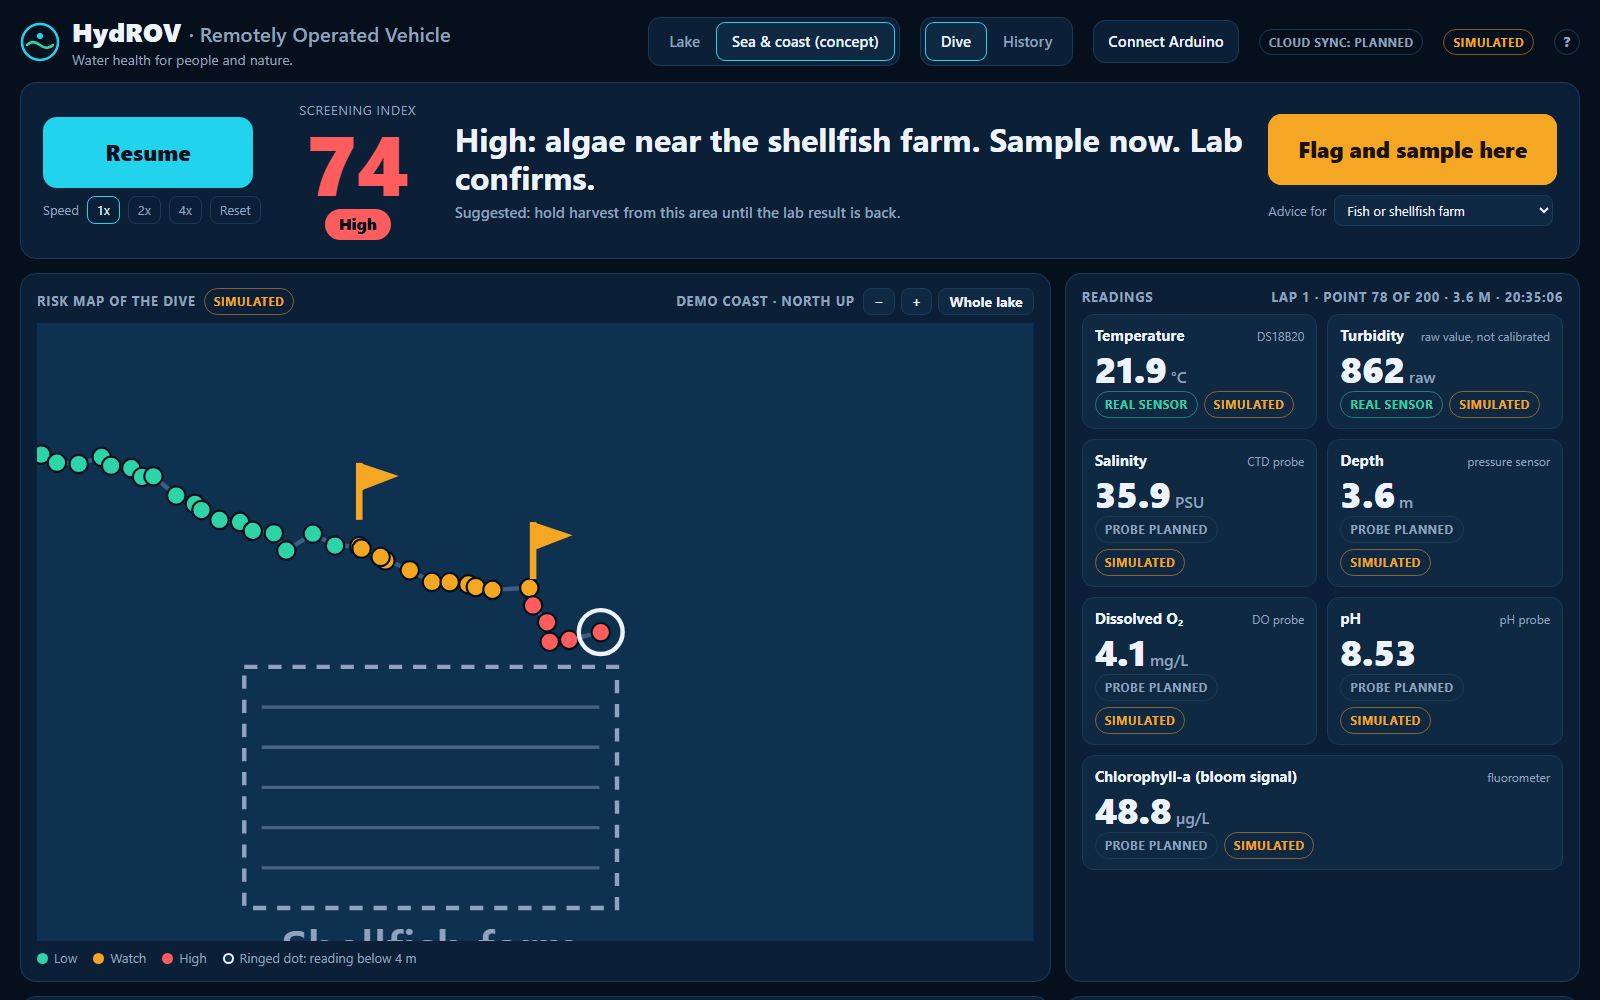 HydROV · Remotely Operated Vehicle
Water health for people and nature.
Lake
Sea & coast (concept)
Dive
History
Connect Arduino
CLOUD SYNC: PLANNED
SIMULATED
?
Resume
Speed
1x
2x
4x
Reset
SCREENING INDEX
74
High
High: algae near the shellfish farm. Sample now. Lab
confirms.
Suggested: hold harvest from this area until the lab result is back.
Flag and sample here
Advice for
Fish or shellfish farm
RISK MAP OF THE DIVE
SIMULATED
DEMO COAST · NORTH UP
−
+
Whole lake
Shellfish farm
Low
Watch
High
Ringed dot: reading below 4 m
READINGS
LAP 1 · POINT 78 OF 200 · 3.6 M · 20:35:06
Temperature
DS18B20
21.9 °C
REAL SENSOR
SIMULATED
Turbidity
raw value, not calibrated
862 raw
REAL SENSOR
SIMULATED
Salinity
CTD probe
35.9 PSU
PROBE PLANNED
SIMULATED
Depth
pressure sensor
3.6 m
PROBE PLANNED
SIMULATED
Dissolved O₂
DO probe
4.1 mg/L
PROBE PLANNED
SIMULATED
pH
pH probe
8.53
PROBE PLANNED
SIMULATED
Chlorophyll-a (bloom signal)
fluorometer
48.8 µg/L
PROBE PLANNED
SIMULATED